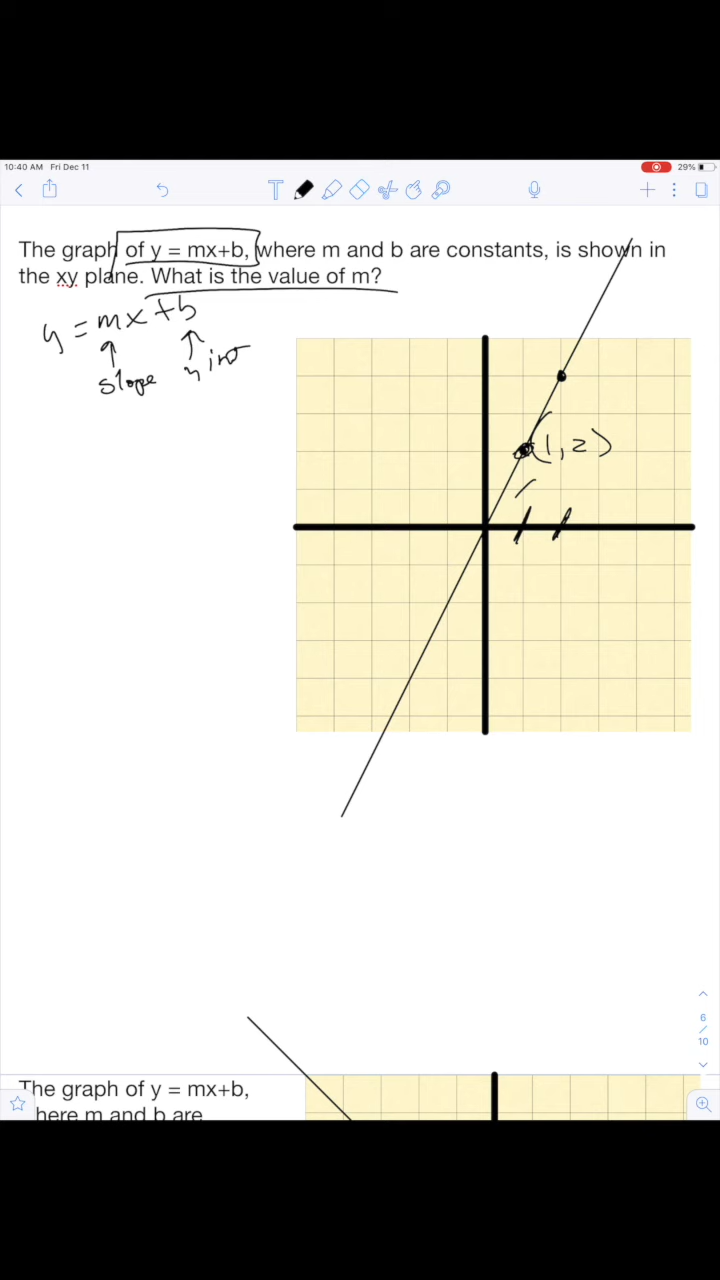 10:40 AM Fri Dec 11
29%
The graph of y = mx+b, where m and b are constants, is shown in
the xy plane. What is the value of m?
y = mx + b
slope
y int
(1, 2)
6
10
The graph of y = mx+b,
where m and b are